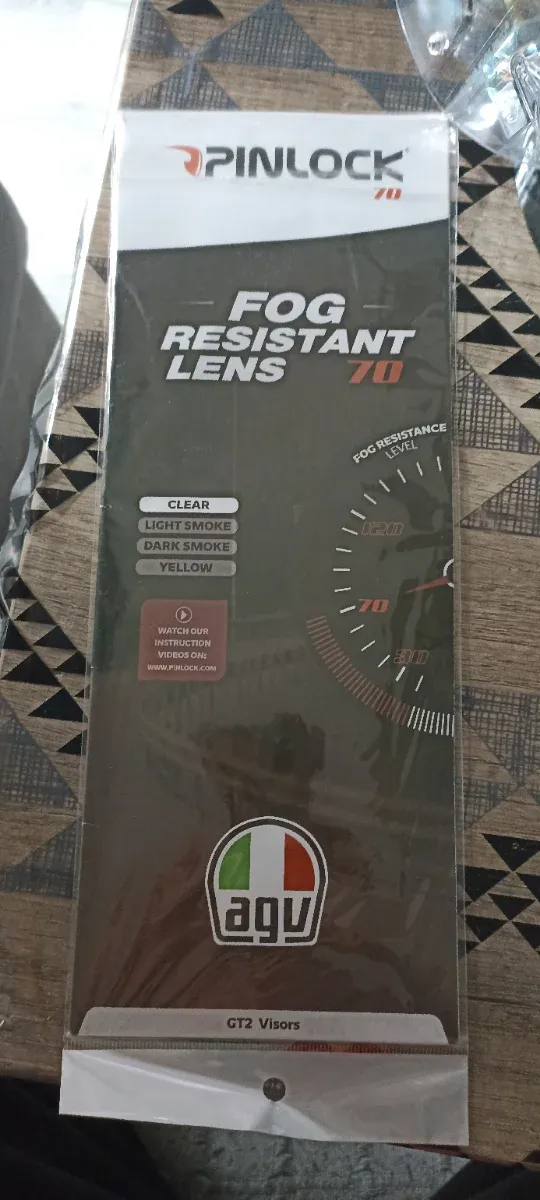 PINLOCK
70
FOG
RESISTANT
LENS 70
FOG RESISTANCE
LEVEL
CLEAR
LIGHT SMOKE
DARK SMOKE
YELLOW
120
70
30
WATCH OUR
INSTRUCTION
VIDEOS ON:
WWW.PINLOCK.COM
agv
GT2 Visors